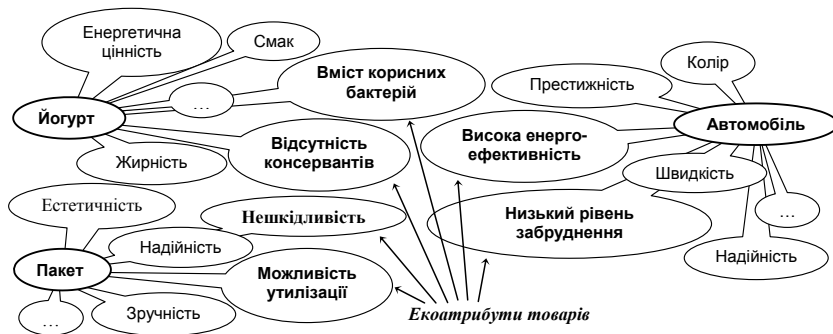 Енергетична
цінність
Смак
Вміст корисних
бактерій
…
Йогурт
Жирність
Відсутність
консервантів
Колір
Престижність
Автомобіль
Висока енерго-
ефективність
Швидкість
…
Низький рівень
забруднення
Надійність
Естетичність
Нешкідливість
Надійність
Пакет
Можливість
утилізації
…
Зручність
Екоатрибути товарів